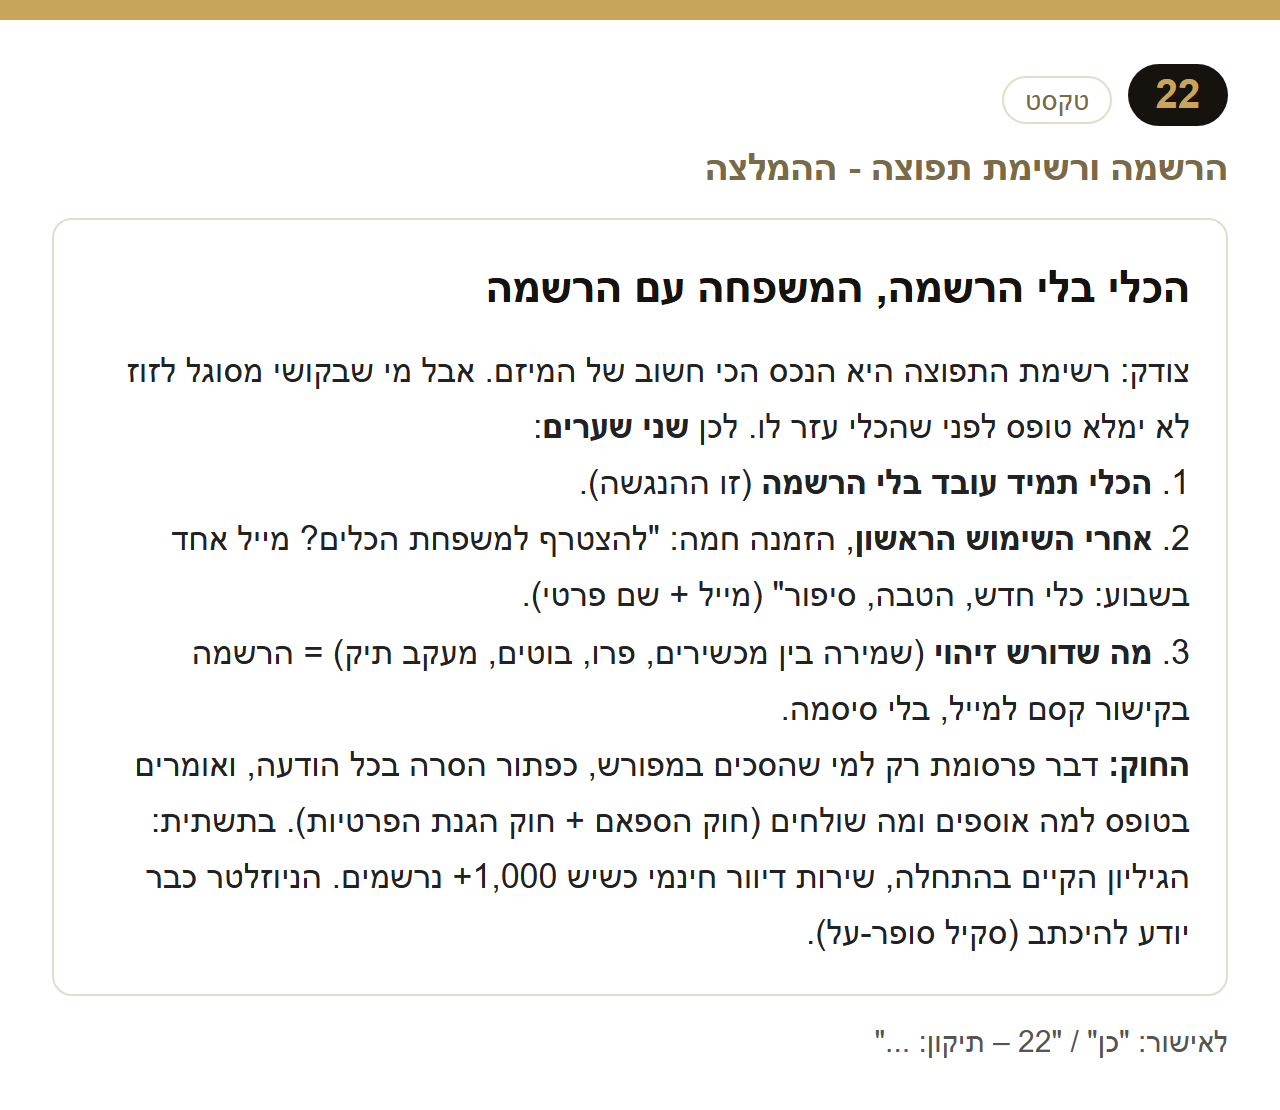 22
טקסט
הרשמה ורשימת תפוצה - ההמלצה
הכלי בלי הרשמה, המשפחה עם הרשמה
צודק: רשימת התפוצה היא הנכס הכי חשוב של המיזם. אבל מי שבקושי מסוגל לזוז
לא ימלא טופס לפני שהכלי עזר לו. לכן שני שערים:
1. הכלי תמיד עובד בלי הרשמה (זו ההנגשה).
2. אחרי השימוש הראשון, הזמנה חמה: "להצטרף למשפחת הכלים? מייל אחד
בשבוע: כלי חדש, הטבה, סיפור" (מייל + שם פרטי).
3. מה שדורש זיהוי (שמירה בין מכשירים, פרו, בוטים, מעקב תיק) = הרשמה
בקישור קסם למייל, בלי סיסמה.
החוק: דבר פרסומת רק למי שהסכים במפורש, כפתור הסרה בכל הודעה, ואומרים
בטופס למה אוספים ומה שולחים (חוק הספאם + חוק הגנת הפרטיות). בתשתית:
הגיליון הקיים בהתחלה, שירות דיוור חינמי כשיש 1,000+ נרשמים. הניוזלטר כבר
יודע להיכתב (סקיל סופר-על).
לאישור: "כן" / "22 – תיקון: ..."